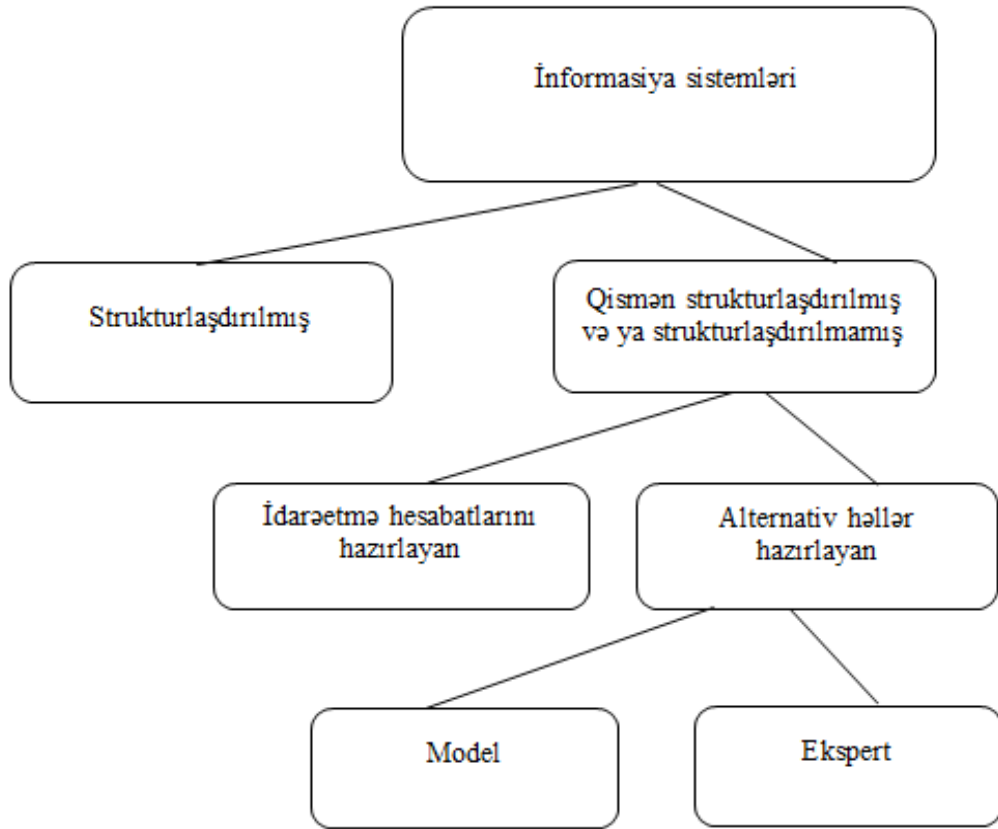 İnformasiya sistemləri
Strukturlaşdırılmış
Qismən strukturlaşdırılmış
və ya strukturlaşdırılmamış
İdarəetmə hesabatlarını
hazırlayan
Alternativ həllər
hazırlayan
Model
Ekspert